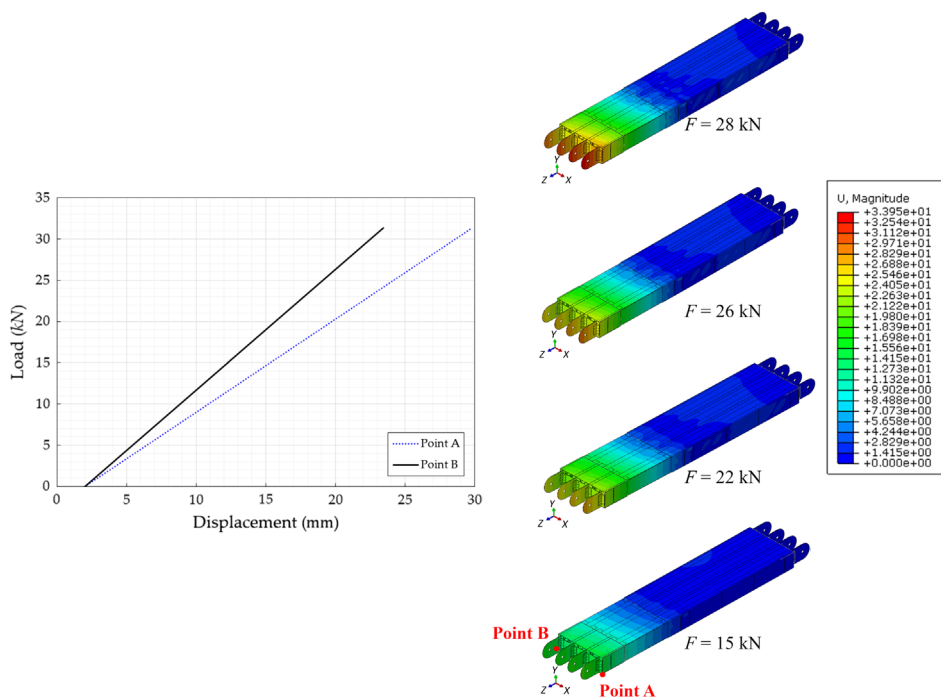 35
30
25
20
15
10
5
0
0 5 10 15 20 25 30
Load (kN)
Displacement (mm)
Point A
Point B
F = 28 kN
Y
Z X
F = 26 kN
Y
Z X
F = 22 kN
Y
Z X
F = 15 kN
Point B
Y
Z X
Point A
U, Magnitude
+3.395e+01
+3.254e+01
+3.112e+01
+2.971e+01
+2.829e+01
+2.688e+01
+2.546e+01
+2.405e+01
+2.263e+01
+2.122e+01
+1.980e+01
+1.839e+01
+1.698e+01
+1.556e+01
+1.415e+01
+1.273e+01
+1.132e+01
+9.902e+00
+8.488e+00
+7.073e+00
+5.658e+00
+4.244e+00
+2.829e+00
+1.415e+00
+0.000e+00